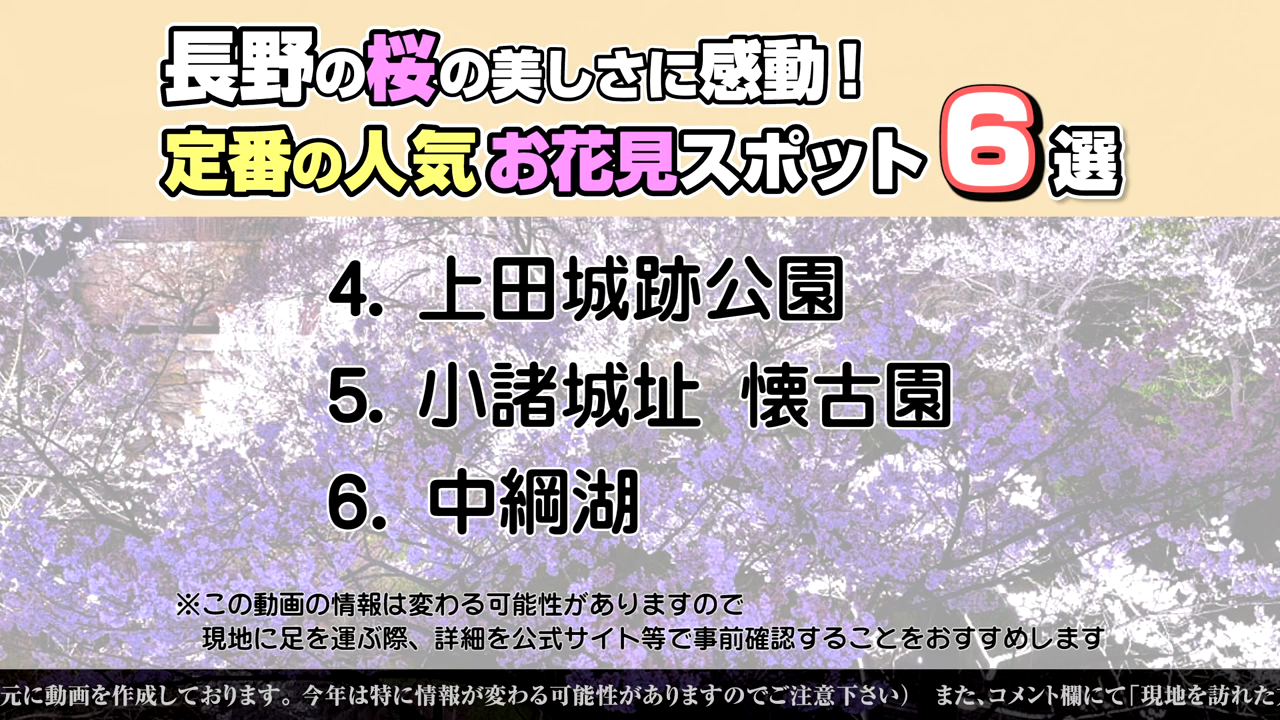 長野の桜の美しさに感動！
定番の人気 お花見スポット6選
4. 上田城跡公園
5. 小諸城址 懐古園
6. 中綱湖
※この動画の情報は変わる可能性がありますので
現地に足を運ぶ際、詳細を公式サイト等で事前確認することをおすすめします
元に動画を作成しております。今年は特に情報が変わる可能性がありますのでご注意下さい） また、コメント欄にて「現地を訪れた